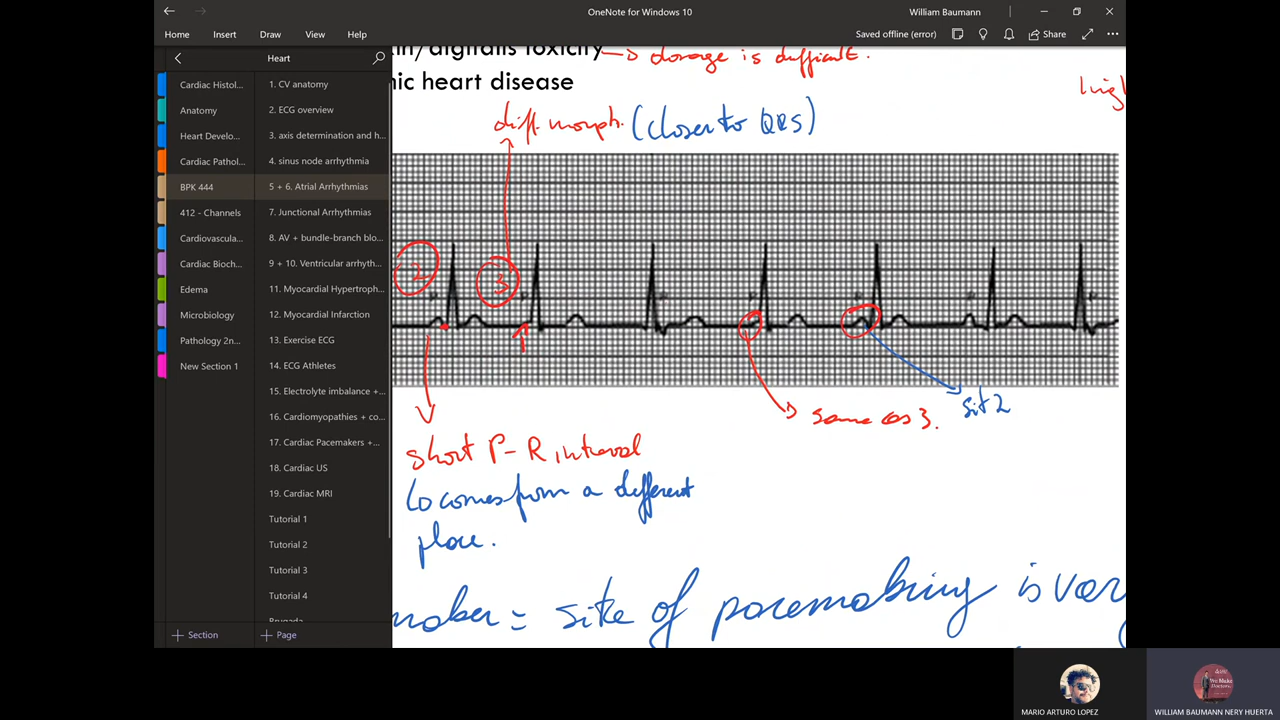 OneNote for Windows 10
William Baumann
Home
Insert
Draw
View
Help
Saved offline (error)
Share
Heart
Cardiac Histol...
Anatomy
Heart Develo...
Cardiac Pathol...
BPK 444
412 - Channels
Cardiovascula...
Cardiac Bioch...
Edema
Microbiology
Pathology 2n...
New Section 1
1. CV anatomy
2. ECG overview
3. axis determination and h...
4. sinus node arrhythmia
5 + 6. Atrial Arrhythmias
7. Junctional Arrhythmias
8. AV + bundle-branch blo...
9 + 10. Ventricular arryth...
11. Myocardial Hypertroph...
12. Myocardial Infarction
13. Exercise ECG
14. ECG Athletes
15. Electrolyte imbalance +...
16. Cardiomyopathies + co...
17. Cardiac Pacemakers +...
18. Cardiac US
19. Cardiac MRI
Tutorial 1
Tutorial 2
Tutorial 3
Tutorial 4
Brugada
Section
Page
in/digitalis toxicity → dosage is difficult.
nic heart disease
diff. morph. (closer to QRS)
2
3
P P P P P P P
same as 3.
sit 2
short P-R interval
comes from a different
place.
maker = site of pacemaking is vary
MARIO ARTURO LOPEZ
WILLIAM BAUMANN NERY HUERTA